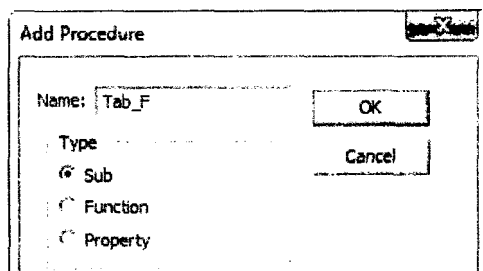 Add Procedure
Name: Tab_F
OK
Type
Cancel
Sub
Function
Property